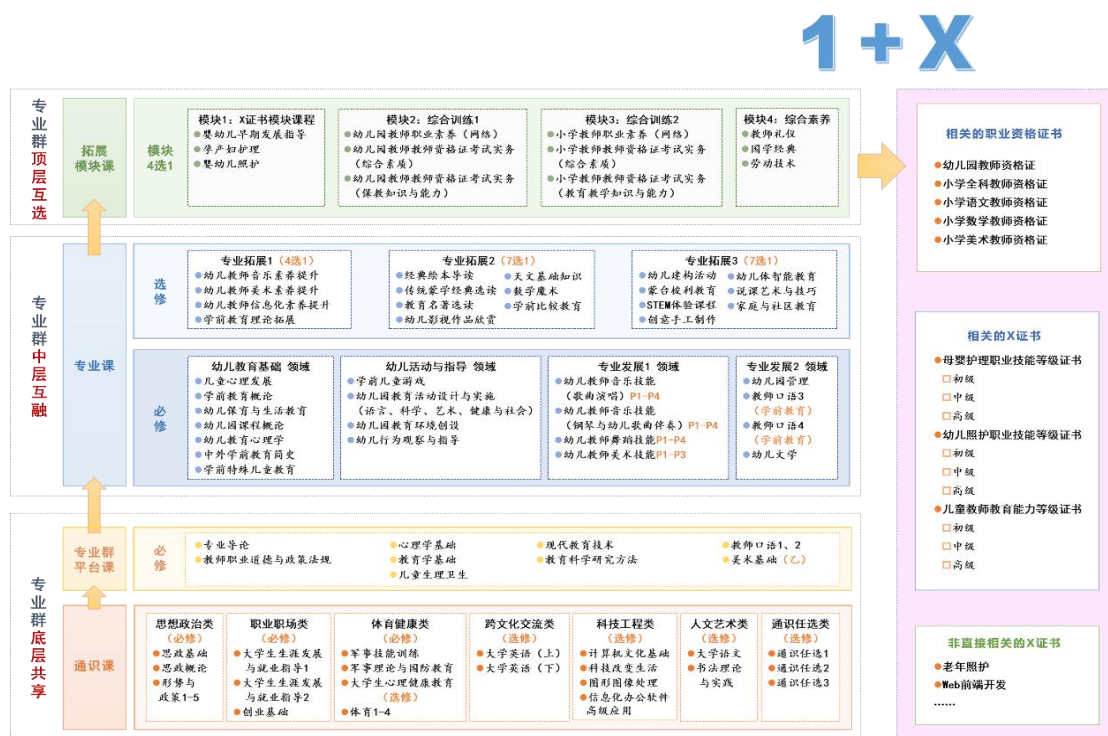 1+X
专业群顶层互选
拓展
模块课
模块
4选1
模块1：X证书模块课程
婴幼儿早期发展指导
孕产妇护理
婴幼儿照护
模块2：综合训练1
幼儿园教师职业素养（网络）
幼儿园教师教师资格证考试实务
（综合素质）
幼儿园教师教师资格证考试实务
（保教知识与能力）
模块3：综合训练2
小学教师职业素养（网络）
小学教师教师资格证考试实务
（综合素质）
小学教师教师资格证考试实务
（教育教学知识与能力）
模块4：综合素养
教师礼仪
国学经典
劳动技术
专业群中层互融
专业课
选修
专业拓展1（4选1）
幼儿教师音乐素养提升
幼儿教师美术素养提升
幼儿教师信息化素养提升
学前教育理论拓展
专业拓展2（7选1）
经典绘本导读
传统蒙学经典选读
教育名著选读
幼儿影视作品欣赏
天文基础知识
数学魔术
学前比较教育
专业拓展3（7选1）
幼儿建构活动
蒙台梭利教育
STEM体验课程
创意手工制作
幼儿体智能教育
说课艺术与技巧
家庭与社区教育
必修
幼儿教育基础 领域
儿童心理发展
学前教育概论
幼儿保育与生活教育
幼儿园课程概论
幼儿教育心理学
中外学前教育简史
学前特殊儿童教育
幼儿活动与指导 领域
学前儿童游戏
幼儿园教育活动设计与实施
（语言、科学、艺术、健康与社会）
幼儿园教育环境创设
幼儿行为观察与指导
专业发展1 领域
幼儿教师音乐技能
（歌曲演唱）P1-P4
幼儿教师音乐技能
（钢琴与幼儿歌曲伴奏）P1-P4
幼儿教师舞蹈技能P1-P4
幼儿教师美术技能P1-P3
专业发展2 领域
幼儿园管理
教师口语3
（学前教育）
教师口语4
（学前教育）
幼儿文学
专业群底层共享
专业群
平台课
必修
专业导论
教师职业道德与政策法规
心理学基础
教育学基础
儿童生理卫生
现代教育技术
教育科学研究方法
教师口语1、2
美术基础（乙）
通识课
思想政治类
（必修）
思政基础
思政概论
形势与
政策1-5
职业职场类
（必修）
大学生生涯发展
与就业指导1
大学生生涯发展
与就业指导2
创业基础
体育健康类
（必修）
军事技能训练
军事理论与国防教育
大学生心理健康教育
（选修）
体育1-4
跨文化交流类
（选修）
大学英语（上）
大学英语（下）
科技工程类
（选修）
计算机文化基础
科技改变生活
图形图像处理
信息化办公软件
高级应用
人文艺术类
（选修）
大学语文
书法理论
与实践
通识任选类
（选修）
通识任选1
通识任选2
通识任选3
相关的职业资格证书
幼儿园教师资格证
小学全科教师资格证
小学语文教师资格证
小学数学教师资格证
小学美术教师资格证
相关的X证书
母婴护理职业技能等级证书
初级
中级
高级
幼儿照护职业技能等级证书
初级
中级
高级
儿童教师教育能力等级证书
初级
中级
高级
非直接相关的X证书
老年照护
Web前端开发
……